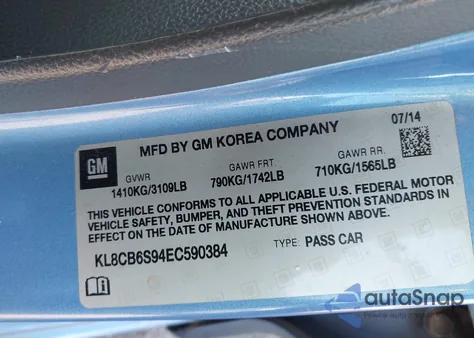 07/14
MFD BY GM KOREA COMPANY
GM
GVWR GAWR FRT. GAWR RR.
1410KG/3109LB 790KG/1742LB 710KG/1565LB
THIS VEHICLE CONFORMS TO ALL APPLICABLE U.S. FEDERAL MOTOR
VEHICLE SAFETY, BUMPER, AND THEFT PREVENTION STANDARDS IN
EFFECT ON THE DATE OF MANUFACTURE SHOWN ABOVE.
KL8CB6S94EC590384 TYPE: PASS CAR
autoSnap